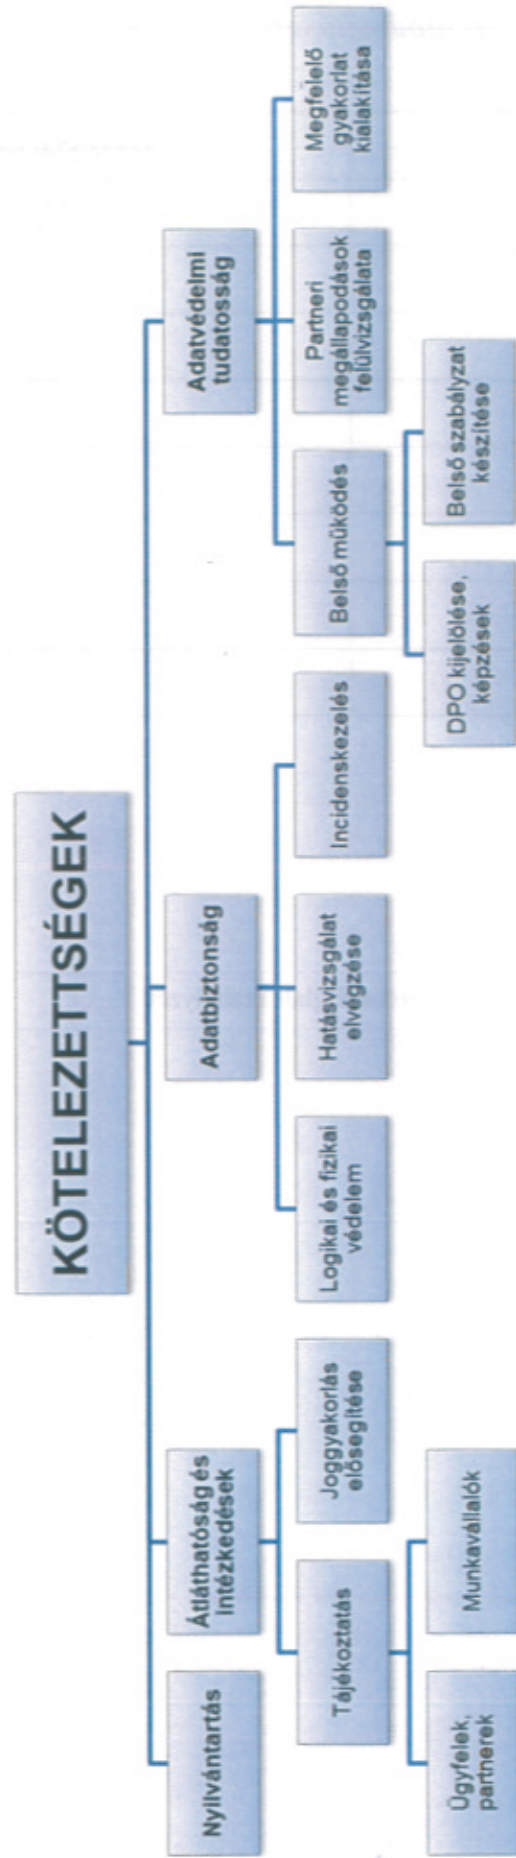 KÖTELEZETTSÉGEK
Nyilvántartás
Átláthatóság és
intézkedések
Adatbiztonság
Adatvédelmi
tudatosság
Tájékoztatás
Joggyakorlás
elősegítése
Logikai és fizikai
védelem
Hatásvizsgálat
elvégzése
Incidenskezelés
Belső működés
Partneri
megállapodások
felülvizsgálata
Megfelelő
gyakorlat
kialakítása
Ügyfelek,
partnerek
Munkavállalók
DPO kijelölése,
képzések
Belső szabályzat
készítése